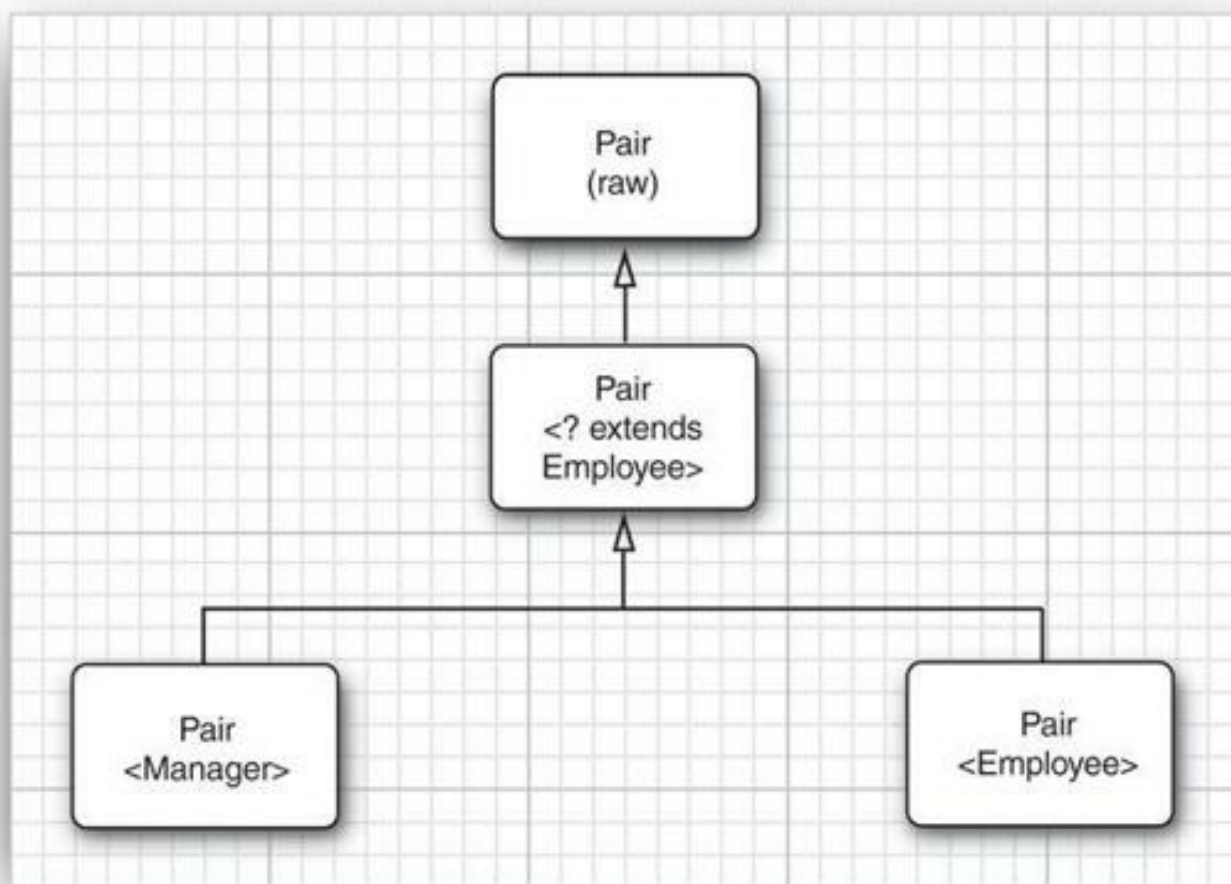 Pair
(raw)
Pair
<? extends
Employee>
Pair
<Manager>
Pair
<Employee>